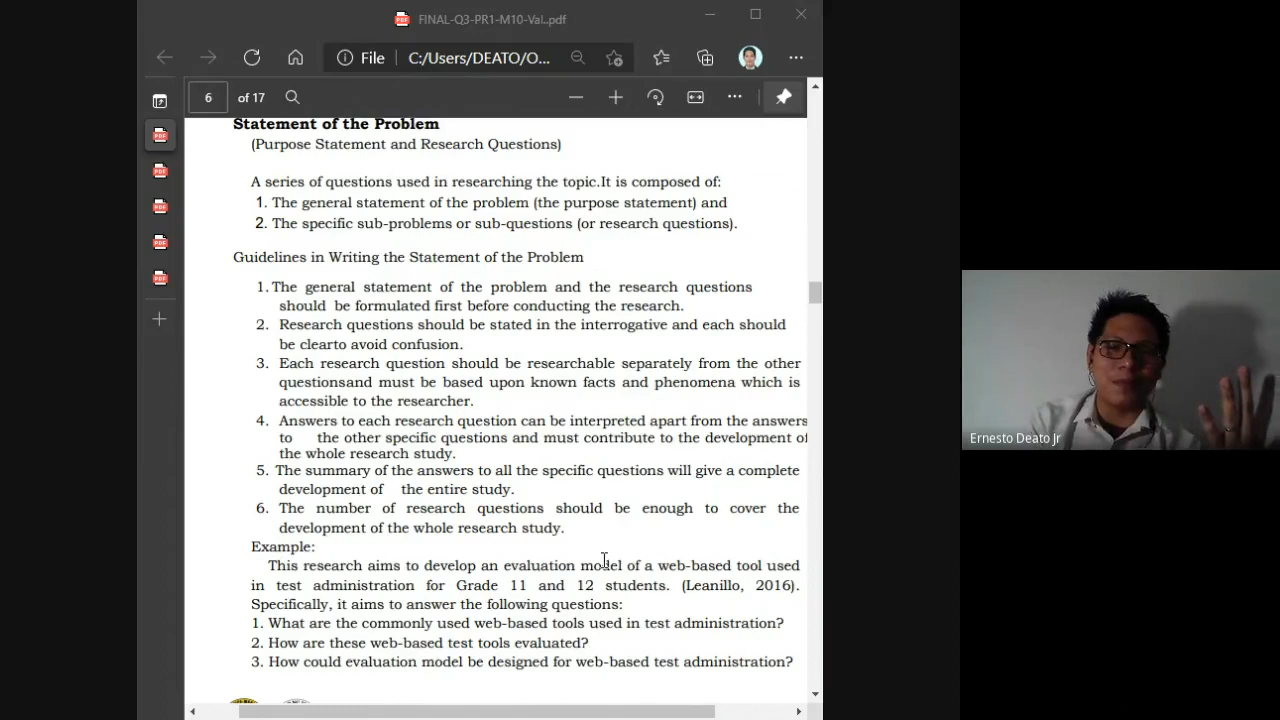 FINAL-Q3-PR1-M10-Val..pdf
File
C:/Users/DEATO/O...
6
of 17
Statement of the Problem
(Purpose Statement and Research Questions)
A series of questions used in researching the topic.It is composed of:
1. The general statement of the problem (the purpose statement) and
2. The specific sub-problems or sub-questions (or research questions).
Guidelines in Writing the Statement of the Problem
1. The general statement of the problem and the research questions
should be formulated first before conducting the research.
2. Research questions should be stated in the interrogative and each should
be clearto avoid confusion.
3. Each research question should be researchable separately from the other
questionsand must be based upon known facts and phenomena which is
accessible to the researcher.
4. Answers to each research question can be interpreted apart from the answers
to the other specific questions and must contribute to the development of
the whole research study.
5. The summary of the answers to all the specific questions will give a complete
development of the entire study.
6. The number of research questions should be enough to cover the
development of the whole research study.
Example:
This research aims to develop an evaluation model of a web-based tool used
in test administration for Grade 11 and 12 students. (Leanillo, 2016).
Specifically, it aims to answer the following questions:
1. What are the commonly used web-based tools used in test administration?
2. How are these web-based test tools evaluated?
3. How could evaluation model be designed for web-based test administration?
Ernesto Deato Jr